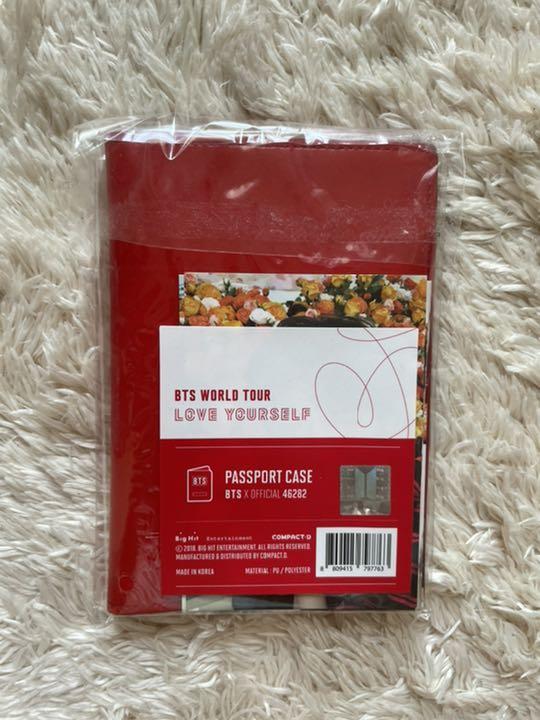 BTS WORLD TOUR
LOVE YOURSELF
BTS
PASSPORT CASE
BTS X OFFICIAL 46282
Big Hit Entertainment COMPACT:D
ⓒ 2018. BIG HIT ENTERTAINMENT. ALL RIGHTS RESERVED.
MANUFACTURED & DISTRIBUTED BY COMPACT.D.
MADE IN KOREA MATERIAL : PU / POLYESTER
8 809415 797763